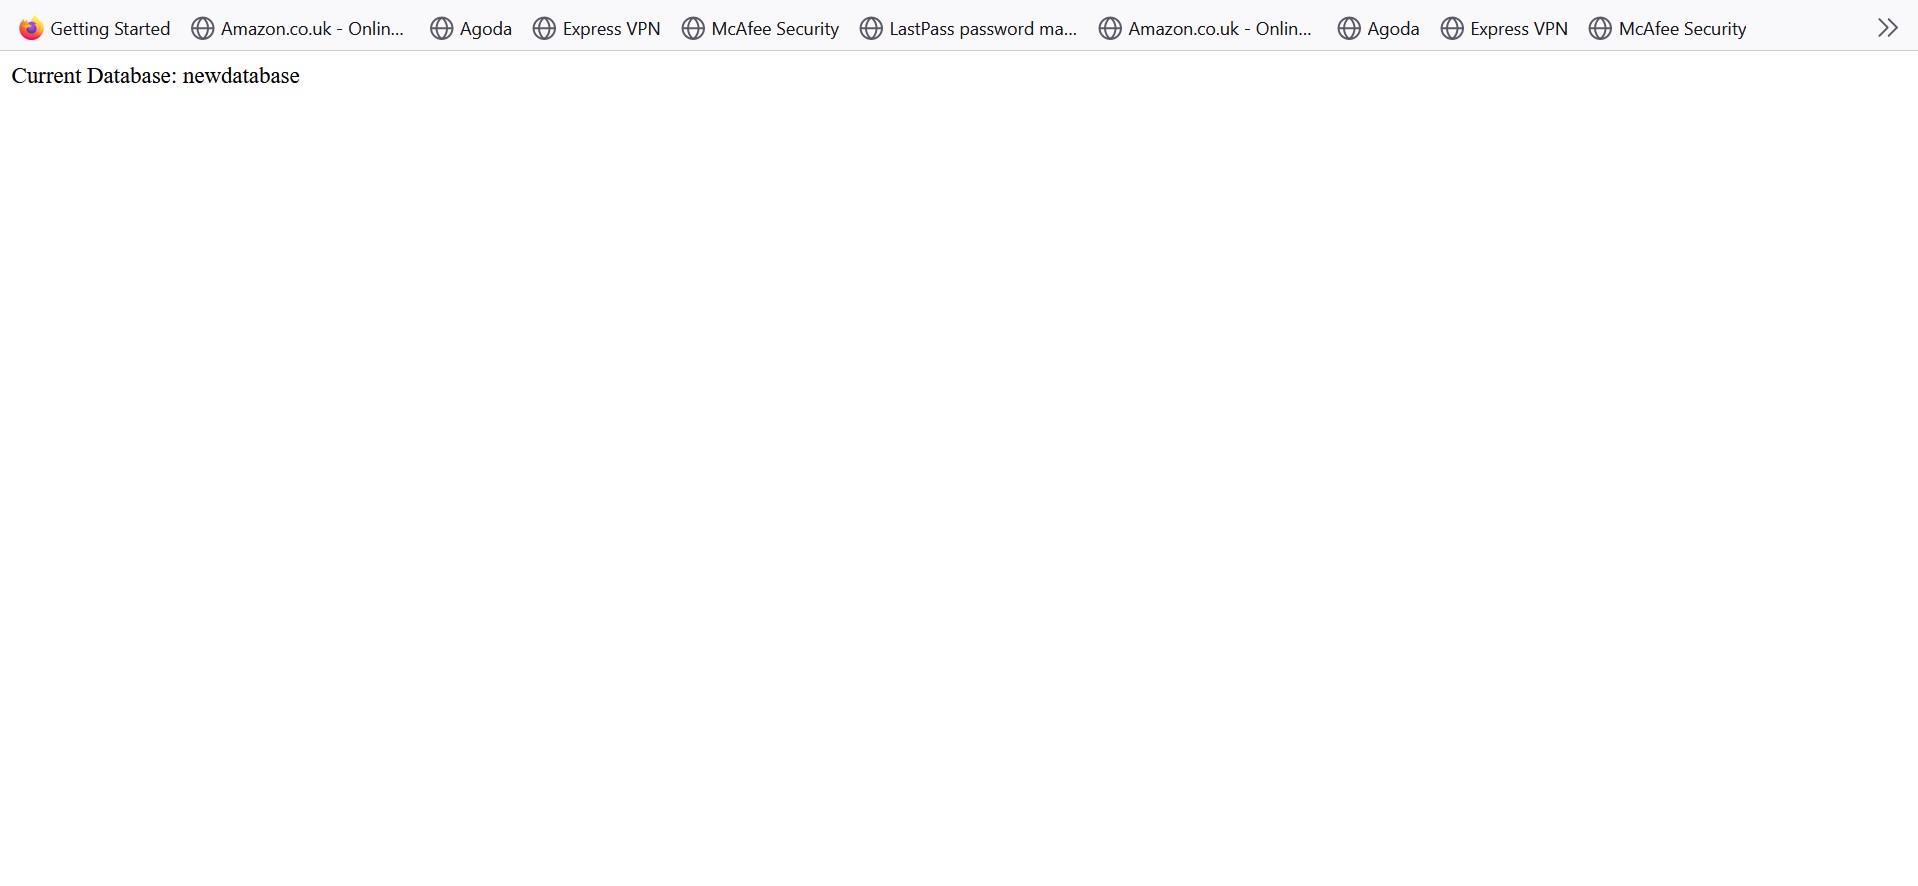 Getting Started Amazon.co.uk - Onlin... Agoda Express VPN McAfee Security LastPass password ma... Amazon.co.uk - Onlin... Agoda Express VPN McAfee Security
Current Database: newdatabase